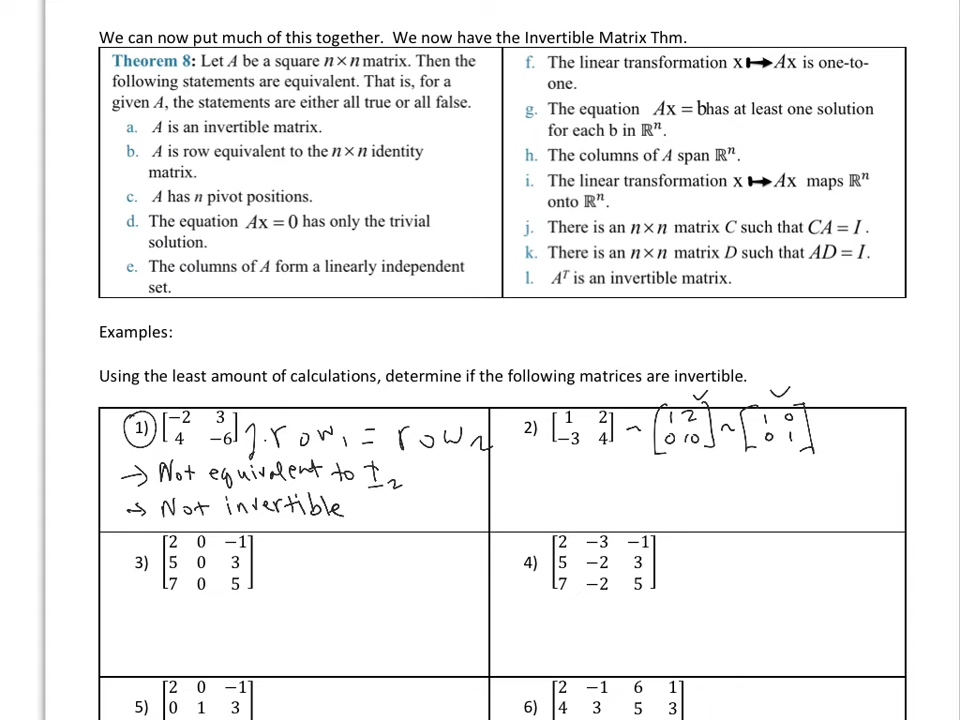 We can now put much of this together. We now have the Invertible Matrix Thm.
Theorem 8: Let A be a square n×n matrix. Then the
following statements are equivalent. That is, for a
given A, the statements are either all true or all false.
a. A is an invertible matrix.
b. A is row equivalent to the n×n identity
matrix.
c. A has n pivot positions.
d. The equation Ax = 0 has only the trivial
solution.
e. The columns of A form a linearly independent
set.
f. The linear transformation x↦Ax is one-to-
one.
g. The equation Ax = bhas at least one solution
for each b in ℝⁿ.
h. The columns of A span ℝⁿ.
i. The linear transformation x↦Ax maps ℝⁿ
onto ℝⁿ.
j. There is an n×n matrix C such that CA = I.
k. There is an n×n matrix D such that AD = I.
l. Aᵀ is an invertible matrix.
Examples:
Using the least amount of calculations, determine if the following matrices are invertible.
1) [−2 3
4 −6] row₁ = row₂
→ Not equivalent to I₂
→ Not invertible
2) [1 2
−3 4] ~ [1 2
0 10] ~ [1 0
0 1]
3) [2 0 −1
5 0 3
7 0 5]
4) [2 −3 −1
5 −2 3
7 −2 5]
5) [2 0 −1]
0 1 3
6) [2 −1 6 1]
4 3 5 3